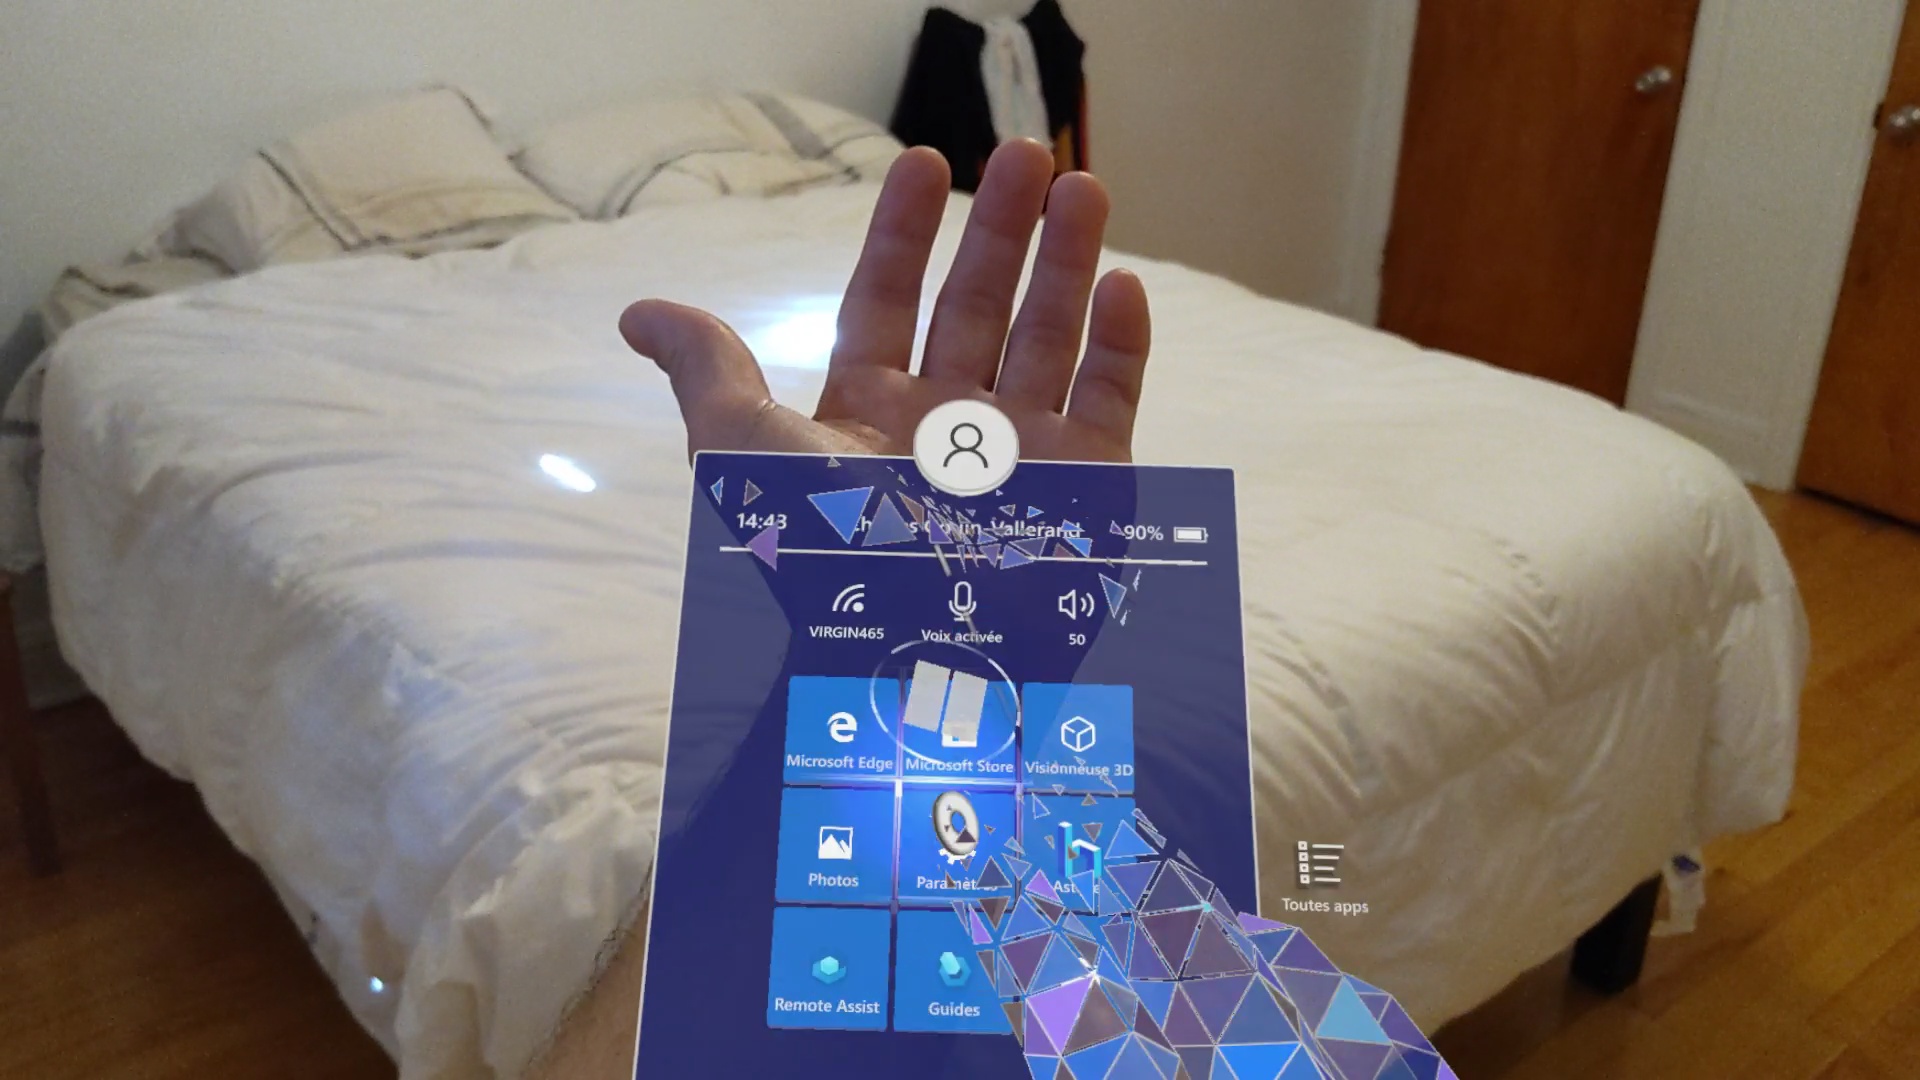 14:43
Vallerand
90%
VIRGIN465
Voix activée
50
Microsoft Edge
Microsoft Store
Visionneuse 3D
Photos
Remote Assist
Guides
Toutes apps